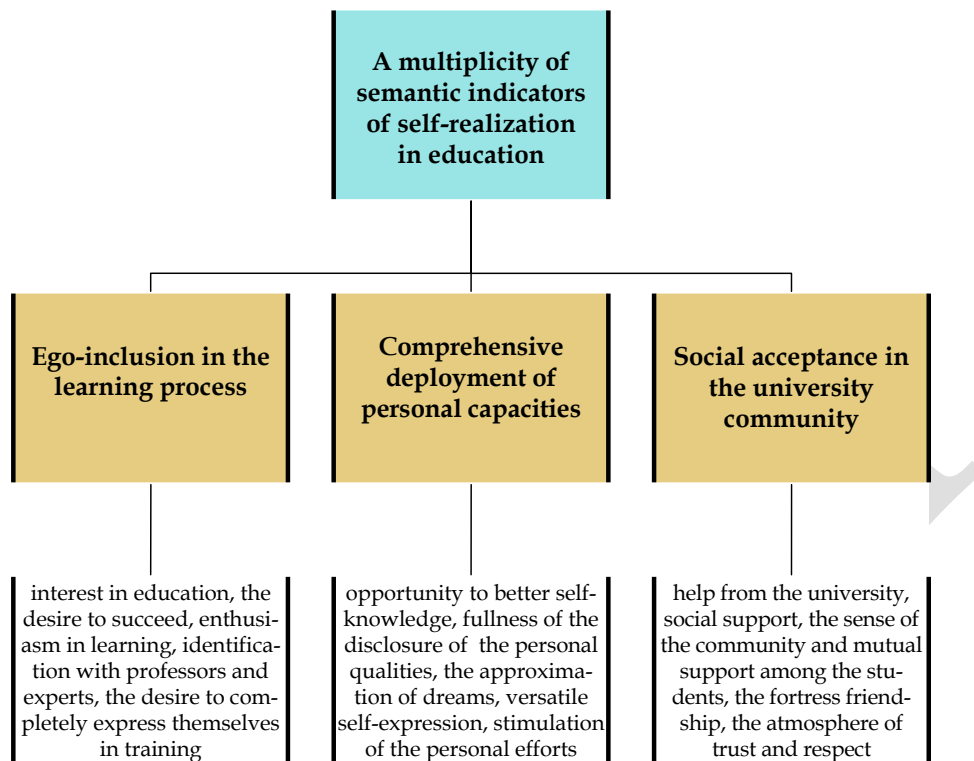 A multiplicity of
semantic indicators
of self-realization
in education
Ego-inclusion in the
learning process
Comprehensive
deployment of
personal capacities
Social acceptance in
the university
community
interest in education, the
desire to succeed, enthusi-
asm in learning, identifica-
tion with professors and
experts, the desire to com-
pletely express themselves
in training
opportunity to better self-
knowledge, fullness of the
disclosure of the personal
qualities, the approxima-
tion of dreams, versatile
self-expression, stimulation
of the personal efforts
help from the university,
social support, the sense of
the community and mutual
support among the stu-
dents, the fortress friend-
ship, the atmosphere of
trust and respect